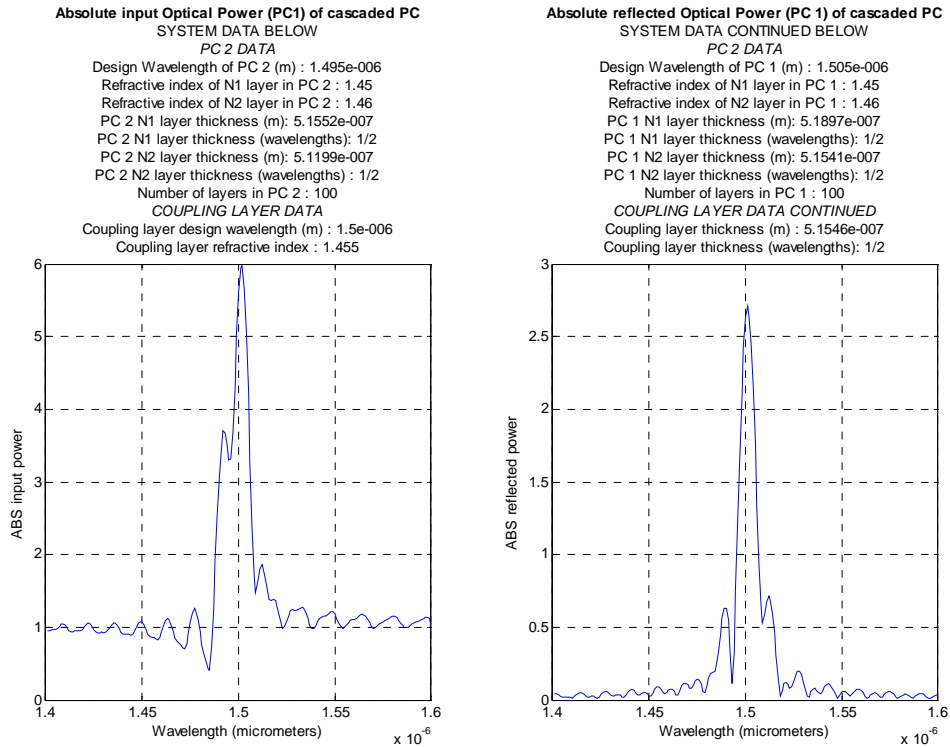 Absolute input Optical Power (PC1) of cascaded PC
SYSTEM DATA BELOW
PC 2 DATA
Design Wavelength of PC 2 (m) : 1.495e-006
Refractive index of N1 layer in PC 2 : 1.45
Refractive index of N2 layer in PC 2 : 1.46
PC 2 N1 layer thickness (m): 5.1552e-007
PC 2 N1 layer thickness (wavelengths): 1/2
PC 2 N2 layer thickness (m): 5.1199e-007
PC 2 N2 layer thickness (wavelengths) : 1/2
Number of layers in PC 2 : 100
COUPLING LAYER DATA
Coupling layer design wavelength (m) : 1.5e-006
Coupling layer refractive index : 1.455
6
5
4
3
2
1
0
ABS input power
1.4 1.45 1.5 1.55 1.6
Wavelength (micrometers)
x 10^-6
Absolute reflected Optical Power (PC 1) of cascaded PC
SYSTEM DATA CONTINUED BELOW
PC 2 DATA
Design Wavelength of PC 1 (m) : 1.505e-006
Refractive index of N1 layer in PC 1 : 1.45
Refractive index of N2 layer in PC 1 : 1.46
PC 1 N1 layer thickness (m): 5.1897e-007
PC 1 N1 layer thickness (wavelengths): 1/2
PC 1 N2 layer thickness (m): 5.1541e-007
PC 1 N2 layer thickness (wavelengths): 1/2
Number of layers in PC 1 : 100
COUPLING LAYER DATA CONTINUED
Coupling layer thickness (m) : 5.1546e-007
Coupling layer thickness (wavelengths): 1/2
3
2.5
2
1.5
1
0.5
0
ABS reflected power
1.4 1.45 1.5 1.55 1.6
Wavelength (micrometers)
x 10^-6